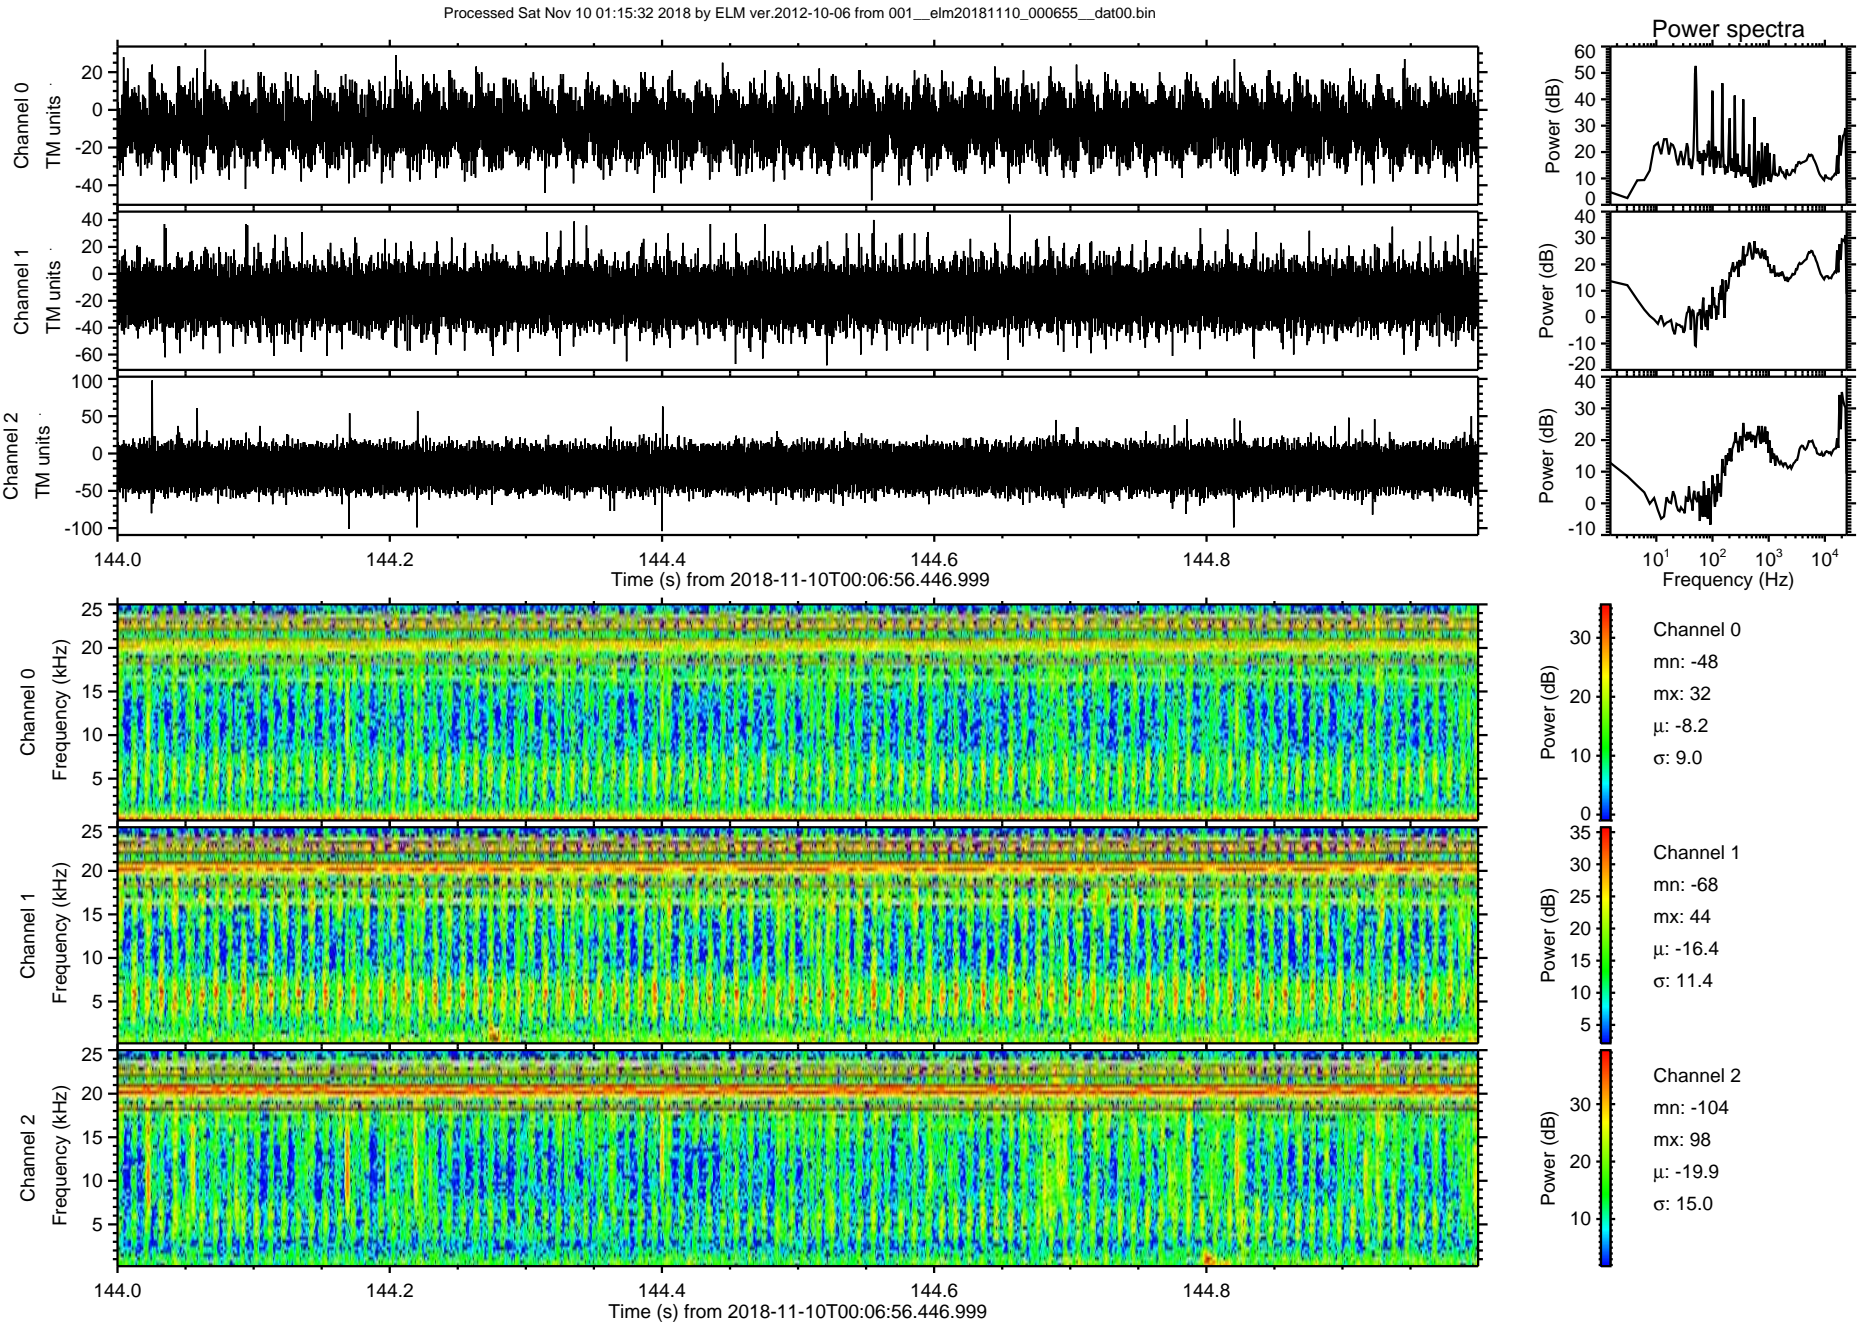 Processed Sat Nov 10 01:15:32 2018 by ELM ver.2012-10-06 from 001__elm20181110_000655__dat00.bin
Power spectra
Channel 0
TM units
20
0
-20
-40
Power (dB)
60
50
40
30
20
10
0
Channel 1
TM units
40
20
0
-20
-40
-60
Power (dB)
40
30
20
10
0
-10
-20
Channel 2
TM units
100
50
0
-50
-100
Power (dB)
40
30
20
10
0
-10
144.0 144.2 144.4 144.6 144.8
Time (s) from 2018-11-10T00:06:56.446.999
10^1 10^2 10^3 10^4
Frequency (Hz)
Channel 0
Frequency (kHz)
25
20
15
10
5
Power (dB)
30
20
10
0
Channel 0
mn: -48
mx: 32
μ: -8.2
σ: 9.0
Channel 1
Frequency (kHz)
25
20
15
10
5
Power (dB)
35
30
25
20
15
10
5
Channel 1
mn: -68
mx: 44
μ: -16.4
σ: 11.4
Channel 2
Frequency (kHz)
25
20
15
10
5
Power (dB)
30
20
10
Channel 2
mn: -104
mx: 98
μ: -19.9
σ: 15.0
144.0 144.2 144.4 144.6 144.8
Time (s) from 2018-11-10T00:06:56.446.999